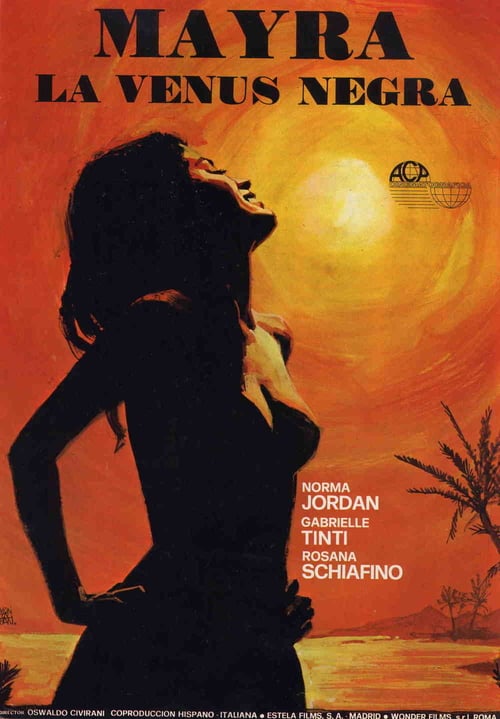 MAYRA
LA VENUS NEGRA
ACP
NORMA
JORDAN
GABRIELLE
TINTI
ROSANA
SCHIAFINO
DIRECTOR OSWALDO CIVIRANI COPRODUCCION HISPANO - ITALIANA ● ESTELA FILMS, S. A. - MADRID ● WONDER FILMS, s.r.l. ROMA